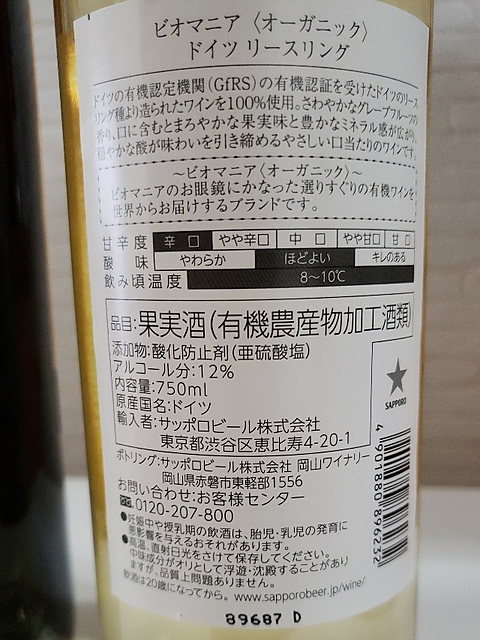 ビオマニア〈オーガニック〉
ドイツ リースリング
ドイツの有機認定機関(GfRS)の有機認証を受けたドイツのリース
リング種より造られたワインを100%使用。さわやかなグレープフルーツの
香り、口に含むとまろやかな果実味と豊かなミネラル感が広がり、
穏やかな酸が味わいを引き締めるやさしい口当たりのワインです。
～ビオマニア〈オーガニック〉～
ビオマニアのお眼鏡にかなった選りすぐりの有機ワインを
世界からお届けするブランドです。
甘辛度 辛口 やや辛口 中口 やや甘口 甘口
酸味 やわらか ほどよい キレのある
飲み頃温度 8～10℃
品目:果実酒(有機農産物加工酒類)
添加物:酸化防止剤(亜硫酸塩)
アルコール分:12%
内容量:750ml
原産国名:ドイツ
輸入者:サッポロビール株式会社
東京都渋谷区恵比寿4-20-1
SAPPORO
ボトリング:サッポロビール株式会社 岡山ワイナリー
岡山県赤磐市東軽部1556
お問い合わせ:お客様センター
0120-207-800
4 901880 896232
●妊娠中や授乳期の飲酒は、胎児・乳児の発育に
悪影響を与えるおそれがあります。
●高温、直射日光をさけて保存してください。
中味成分がオリとして浮遊・沈殿することがあり
ますが、品質上問題ありません。
飲酒は20歳になってから。 www.sapporobeer.jp/wine/
89687 D